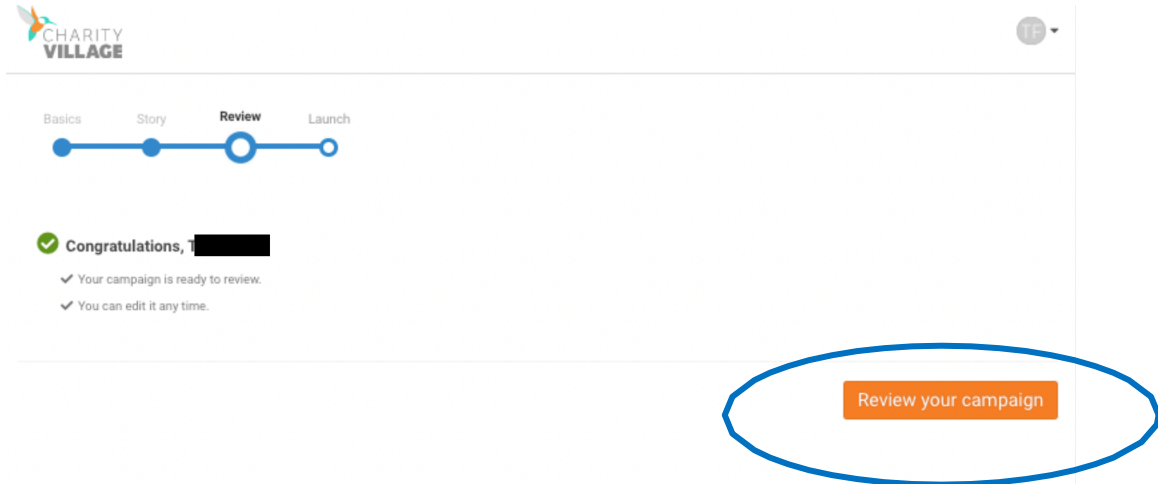 CHARITY
VILLAGE
TF
Basics Story Review Launch
Congratulations, T
Your campaign is ready to review.
You can edit it any time.
Review your campaign